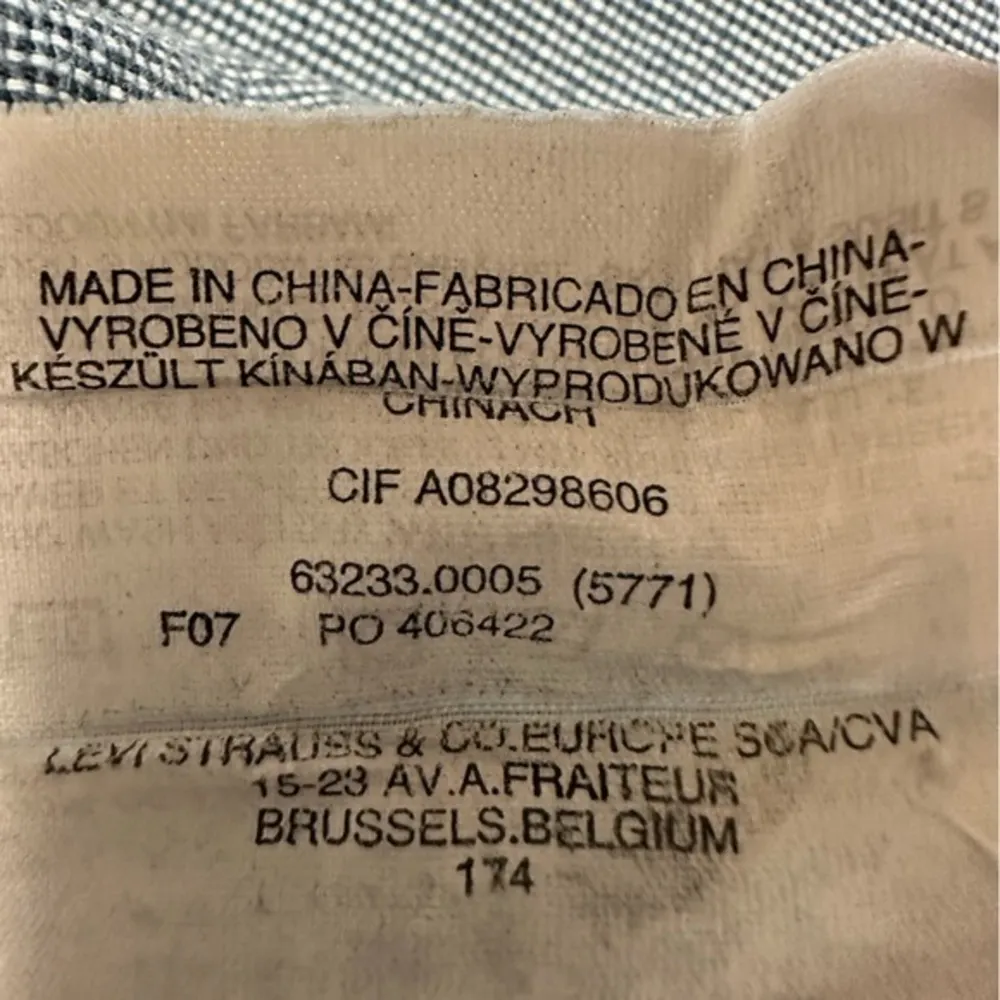 MADE IN CHINA-FABRICADO EN CHINA-
VYROBENO V ČÍNĚ-VYROBENÉ V ČÍNE-
KÉSZÜLT KÍNÁBAN-WYPRODUKOWANO W
CHINACH
CIF A08298606
63233.0005 (5771)
F07 PO 406422
LEVI STRAUSS & CO.EUROPE SCA/CVA
15-23 AV.A.FRAITEUR
BRUSSELS.BELGIUM
174